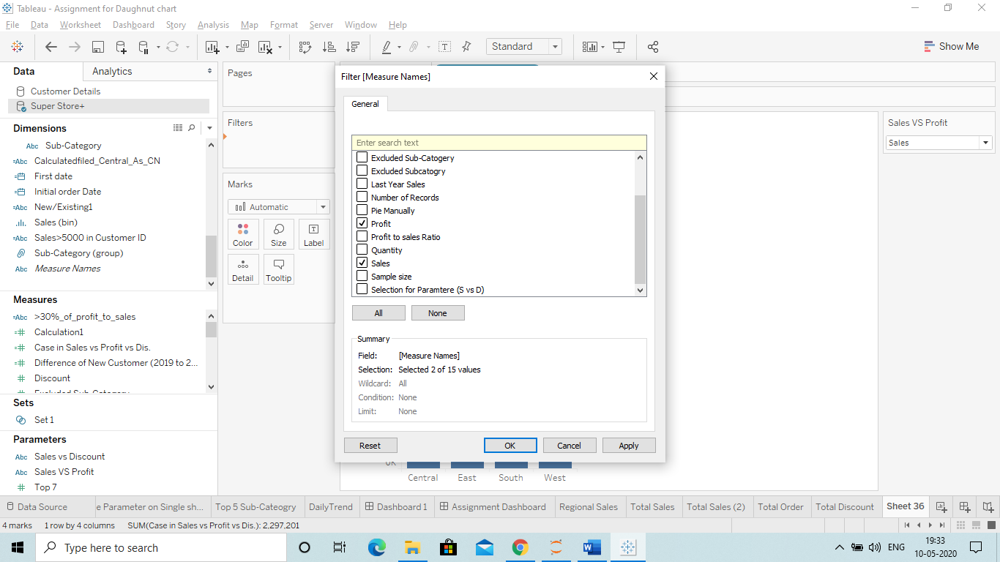 Tableau - Assignment for Daughnut chart
File Data Worksheet Dashboard Story Analysis Map Format Server Window Help
Standard
Show Me
Data
Analytics
Customer Details
Super Store+
Dimensions
Abc Sub-Category
=Abc Calculatedfiled_Central_As_CN
First date
Initial order Date
=Abc New/Existing1
Sales (bin)
=Abc Sales>5000 in Customer ID
Sub-Category (group)
Abc Measure Names
Measures
=Abc >30%_of_profit_to_sales
=# Calculation1
=# Case in Sales vs Profit vs Dis.
=# Difference of New Customer (2019 to 2...
# Discount
Sets
Set 1
Parameters
Abc Sales vs Discount
Abc Sales VS Profit
# Top 7
Pages
Filters
Marks
Automatic
Color Size Label
Detail Tooltip
Filter [Measure Names]
General
Enter search text
Excluded Sub-Catogery
Excluded Subcatogry
Last Year Sales
Number of Records
Pie Manually
Profit
Profit to sales Ratio
Quantity
Sales
Sample size
Selection for Paramtere (S vs D)
All None
Summary
Field: [Measure Names]
Selection: Selected 2 of 15 values
Wildcard: All
Condition: None
Limit: None
Reset OK Cancel Apply
0K
Central East South West
Sales VS Profit
Sales
Data Source e Parameter on Single sh... Top 5 Sub-Cateogry DailyTrend Dashboard 1 Assignment Dashboard Regional Sales Total Sales Total Sales (2) Total Order Total Discount Sheet 36
4 marks 1 row by 4 columns SUM(Case in Sales vs Profit vs Dis.): 2,297,201
Type here to search
ENG
19:33
10-05-2020